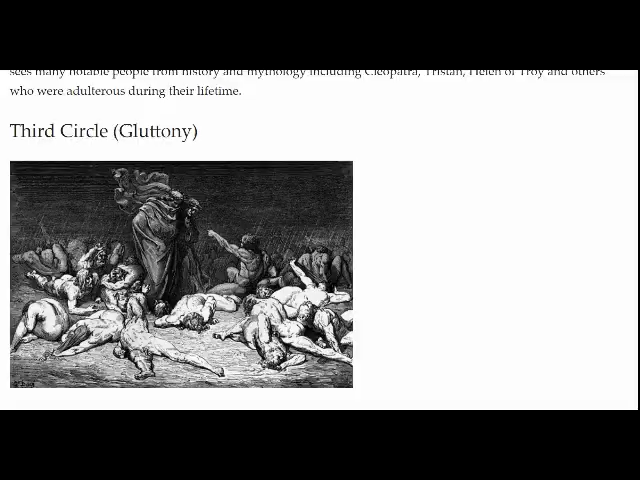 sees many notable people from history and mythology including Cleopatra, Tristan, Helen of Troy and others
who were adulterous during their lifetime.
Third Circle (Gluttony)